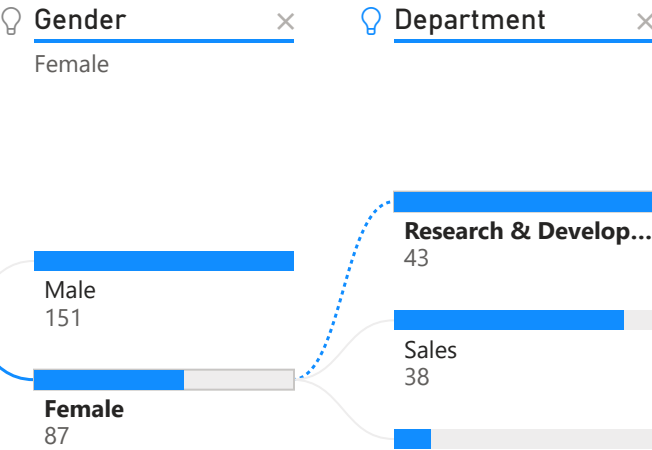 Gender
Female
Male
151
Female
87
Department
Research & Develop...
43
Sales
38